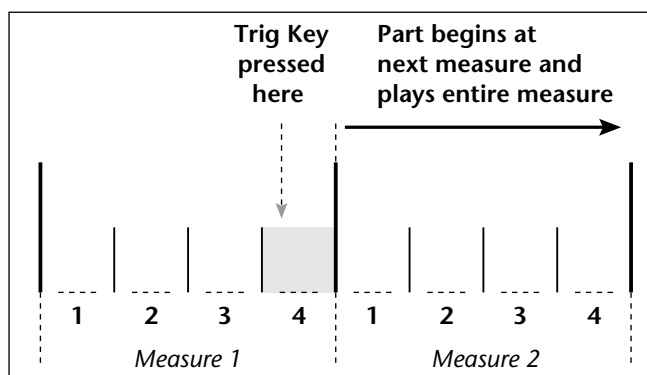 Trig Key
pressed
here
Part begins at
next measure and
plays entire measure
1 2 3 4 1 2 3 4
Measure 1 Measure 2